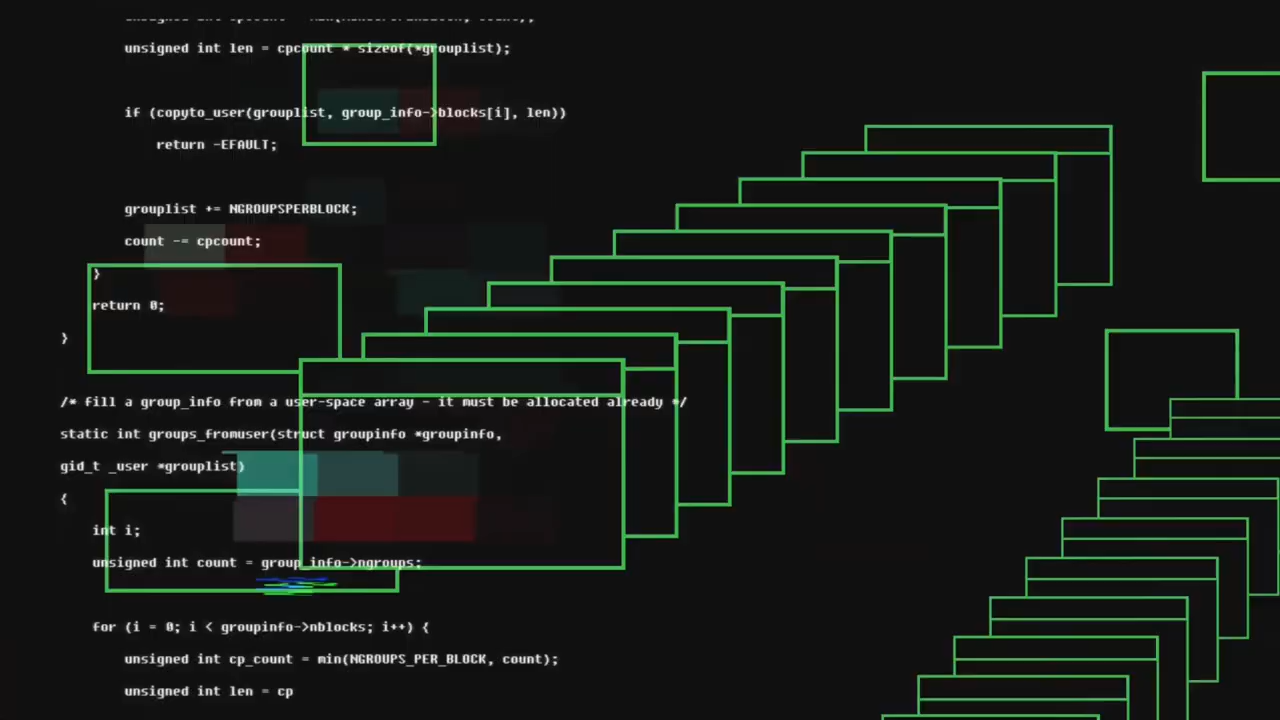 unsigned int len = cpcount * sizeof(*grouplist);
if (copyto_user(grouplist, group_info->blocks[i], len))
return -EFAULT;
grouplist += NGROUPSPERBLOCK;
count -= cpcount;
}
return 0;
}
/* fill a group_info from a user-space array - it must be allocated already */
static int groups_fromuser(struct groupinfo *groupinfo,
gid_t _user *grouplist)
{
int i;
unsigned int count = group_info->ngroups;
for (i = 0; i < groupinfo->nblocks; i++) {
unsigned int cp_count = min(NGROUPS_PER_BLOCK, count);
unsigned int len = cp